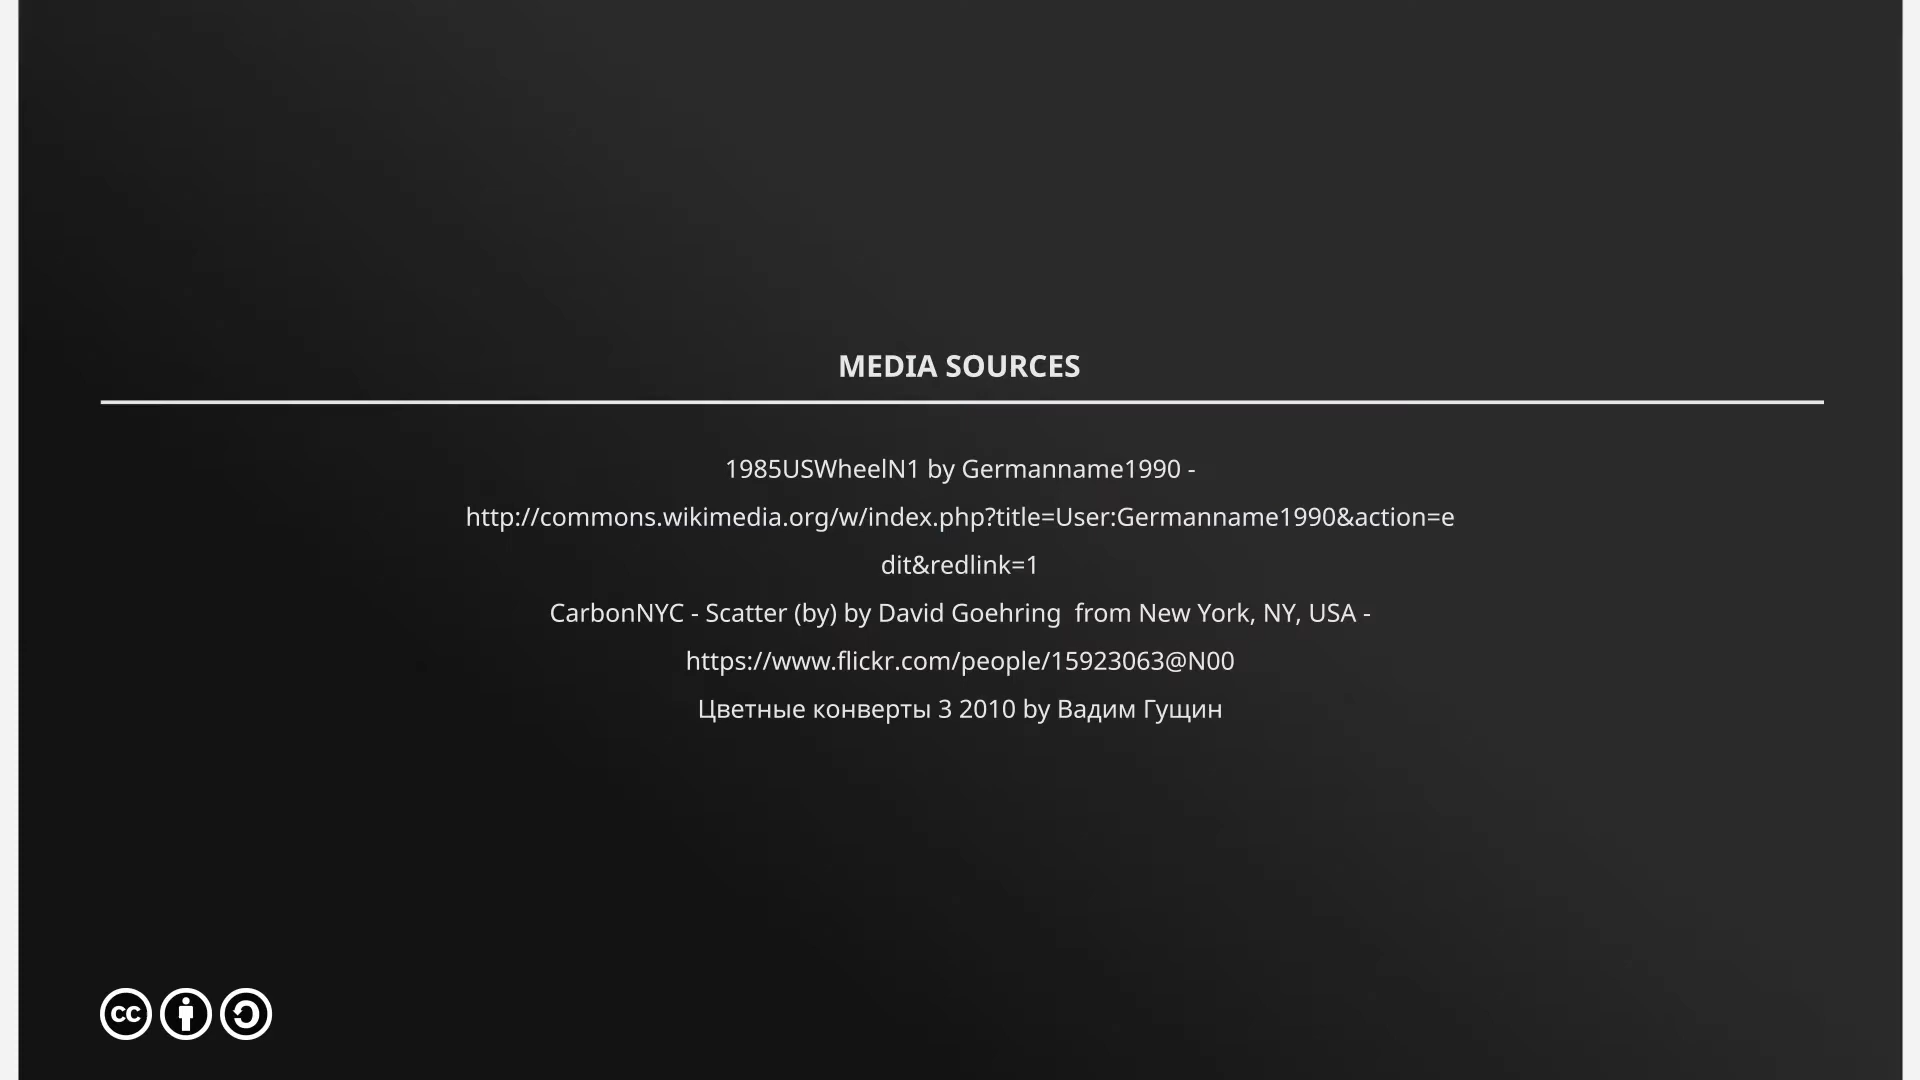 MEDIA SOURCES
1985USWheelN1 by Germanname1990 -
http://commons.wikimedia.org/w/index.php?title=User:Germanname1990&action=e
dit&redlink=1
CarbonNYC - Scatter (by) by David Goehring  from New York, NY, USA -
https://www.flickr.com/people/15923063@N00
Цветные конверты 3 2010 by Вадим Гущин
cc